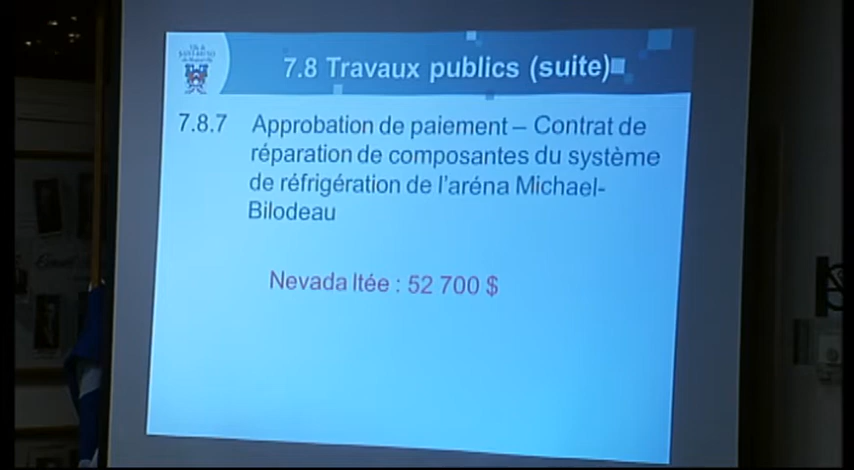 7.8 Travaux publics (suite)
7.8.7 Approbation de paiement – Contrat de
réparation de composantes du système
de réfrigération de l'aréna Michael-
Bilodeau
Nevada ltée : 52 700 $